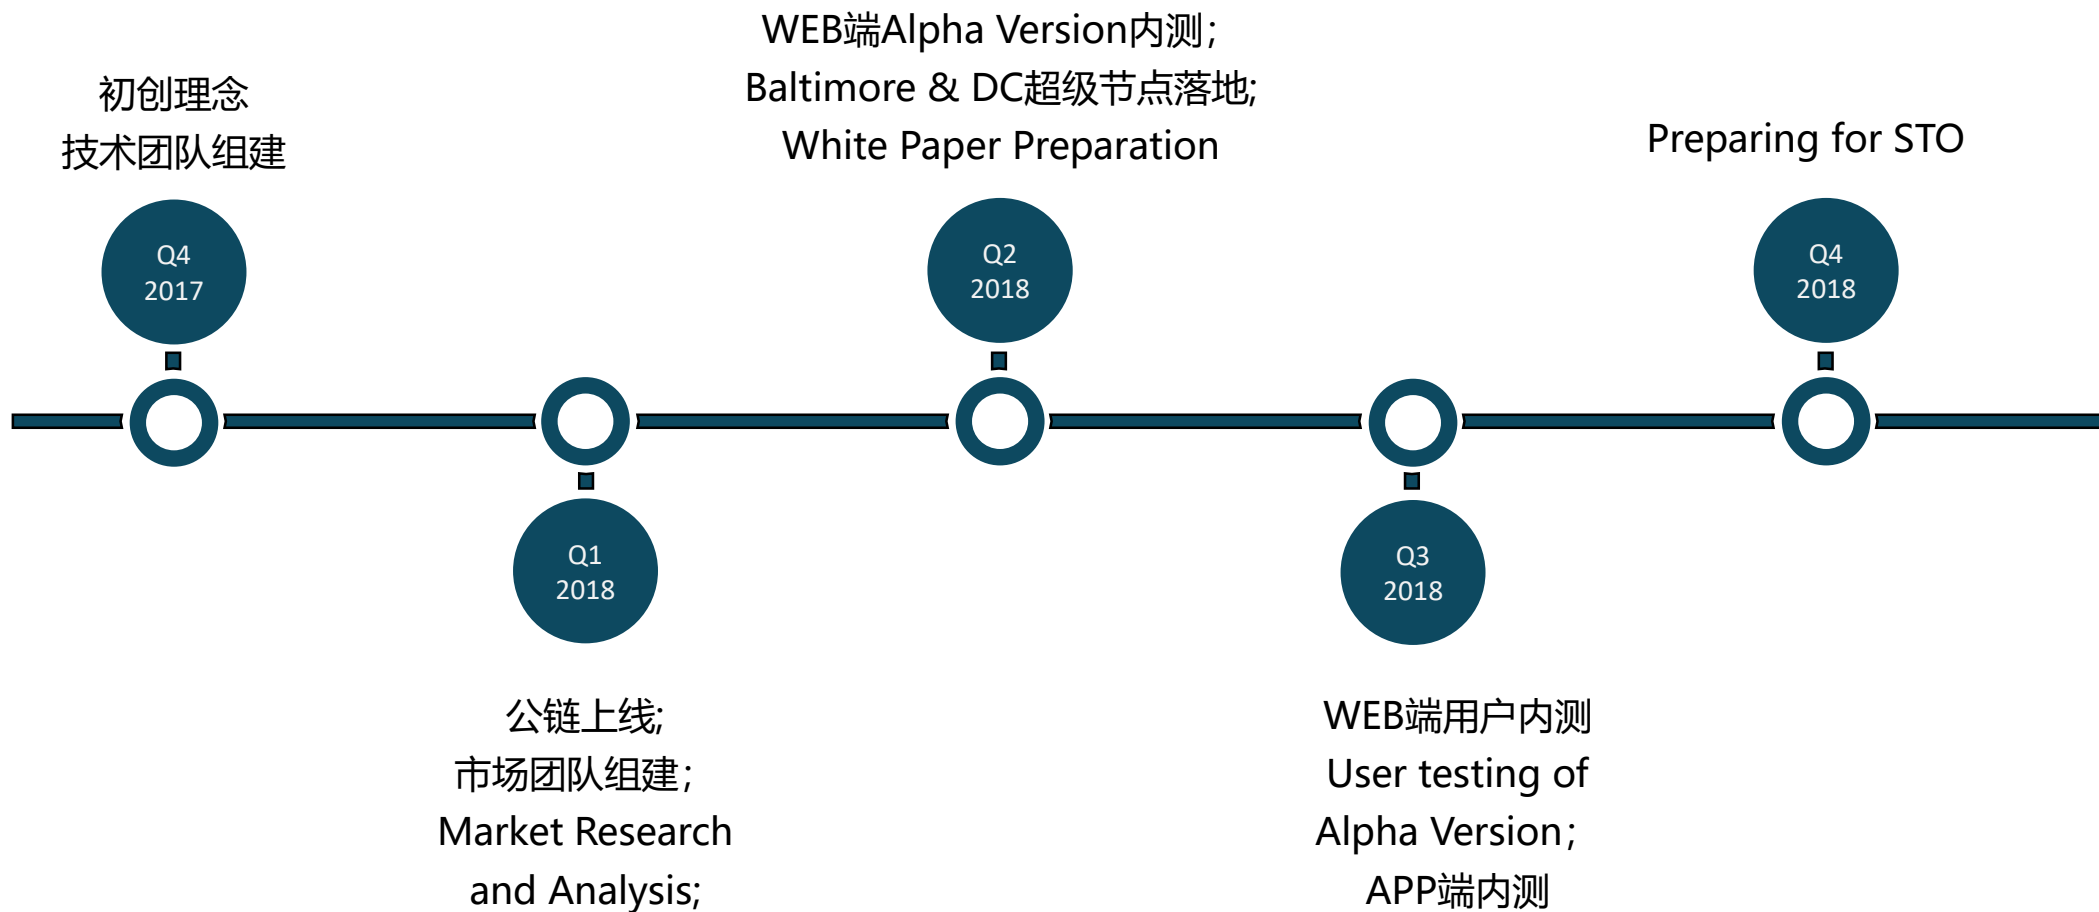 初创理念
技术团队组建
Q4
2017
公链上线;
市场团队组建；
Market Research
and Analysis;
Q1
2018
WEB端Alpha Version内测；
Baltimore & DC超级节点落地;
White Paper Preparation
Q2
2018
WEB端用户内测
User testing of
Alpha Version；
APP端内测
Q3
2018
Preparing for STO
Q4
2018